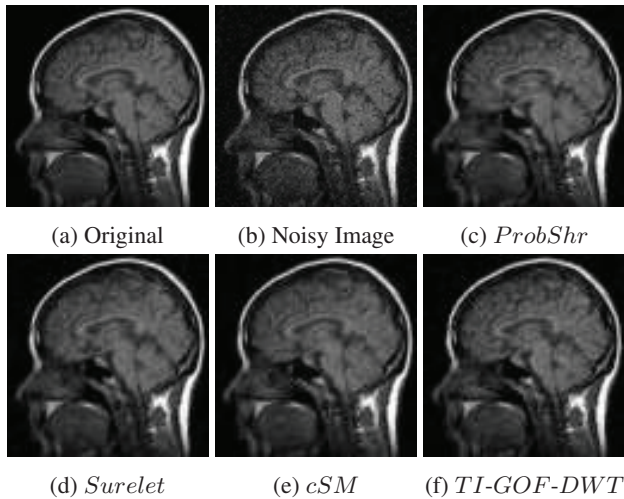 (a) Original
(b) Noisy Image
(c) ProbShr
(d) Surelet
(e) cSM
(f) TI-GOF-DWT